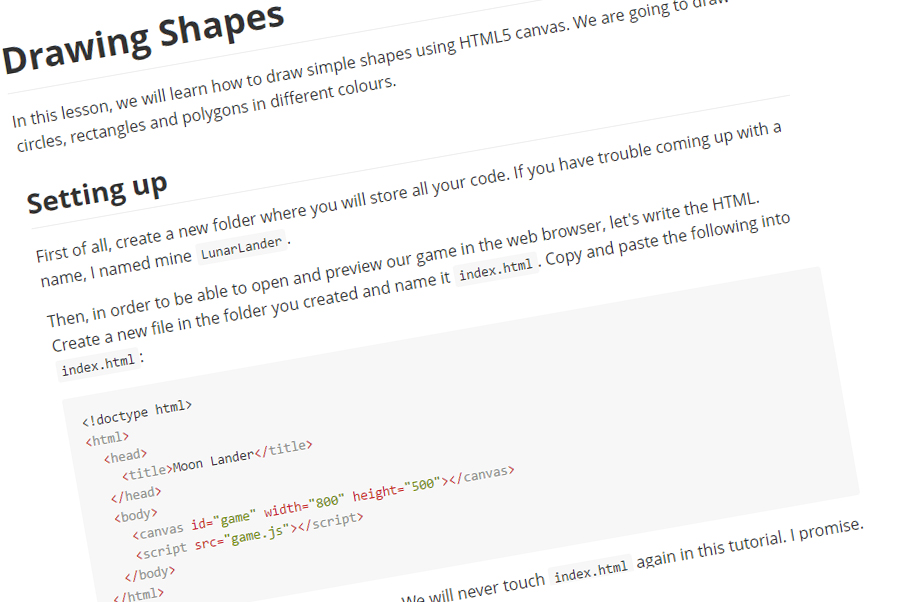 Drawing Shapes
In this lesson, we will learn how to draw simple shapes using HTML5 canvas. We are going to draw
circles, rectangles and polygons in different colours.
Setting up
First of all, create a new folder where you will store all your code. If you have trouble coming up with a
name, I named mine LunarLander.
Then, in order to be able to open and preview our game in the web browser, let's write the HTML.
Create a new file in the folder you created and name it index.html. Copy and paste the following into
index.html:
<!doctype html>
<html>
<head>
<title>Moon Lander</title>
</head>
<body>
<canvas id="game" width="800" height="500"></canvas>
<script src="game.js"></script>
</body>
</html>
We will never touch index.html again in this tutorial. I promise.